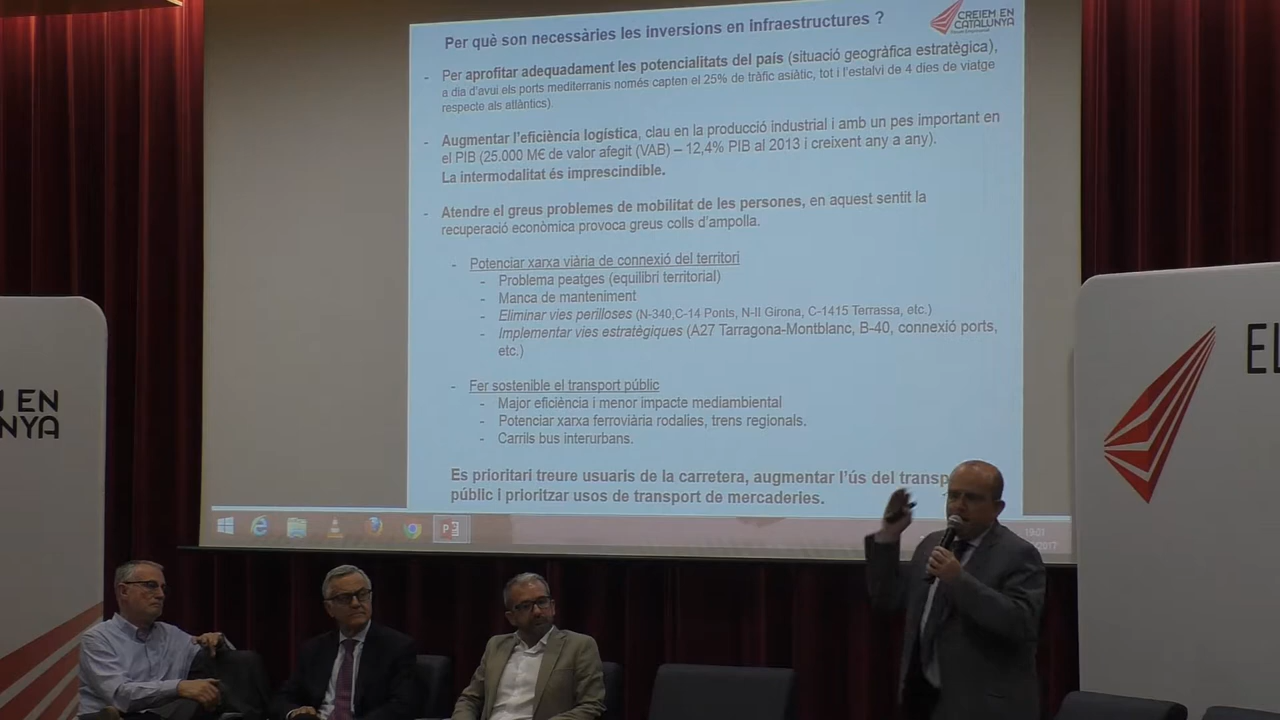 Per què son necessàries les inversions en infraestructures ?
CREIEM EN
CATALUNYA
- Per aprofitar adequadament les potencialitats del país (situació geogràfica estratègica),
a dia d'avui els ports mediterranis només capten el 25% de tràfic asiàtic, tot i l'estalvi de 4 dies de viatge
respecte als atlàntics).
- Augmentar l'eficiència logística, clau en la producció industrial i amb un pes important en
el PIB (25.000 M€ de valor afegit (VAB) – 12,4% PIB al 2013 i creixent any a any).
La intermodalitat és imprescindible.
- Atendre el greus problemes de mobilitat de les persones, en aquest sentit la
recuperació econòmica provoca greus colls d'ampolla.
- Potenciar xarxa viària de connexió del territori
- Problema peatges (equilibri territorial)
- Manca de manteniment
- Eliminar vies perilloses (N-340,C-14 Ponts, N-II Girona, C-1415 Terrassa, etc.)
- Implementar vies estratègiques (A27 Tarragona-Montblanc, B-40, connexió ports,
etc.)
- Fer sostenible el transport públic
- Major eficiència i menor impacte mediambiental
- Potenciar xarxa ferroviària rodalies, trens regionals.
- Carrils bus interurbans.
Es prioritari treure usuaris de la carretera, augmentar l'ús del transp
públic i prioritzar usos de transport de mercaderies.
19:01
2017
U EN
NYA
EL